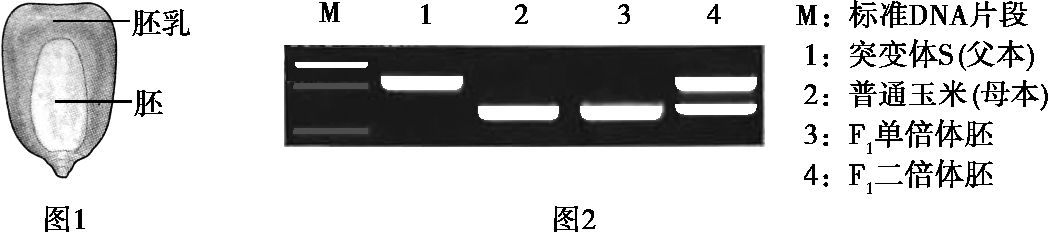 胚乳
胚
图1
M 1 2 3 4
图2
M：标准DNA片段
1：突变体S(父本)
2：普通玉米(母本)
3：F₁单倍体胚
4：F₁二倍体胚